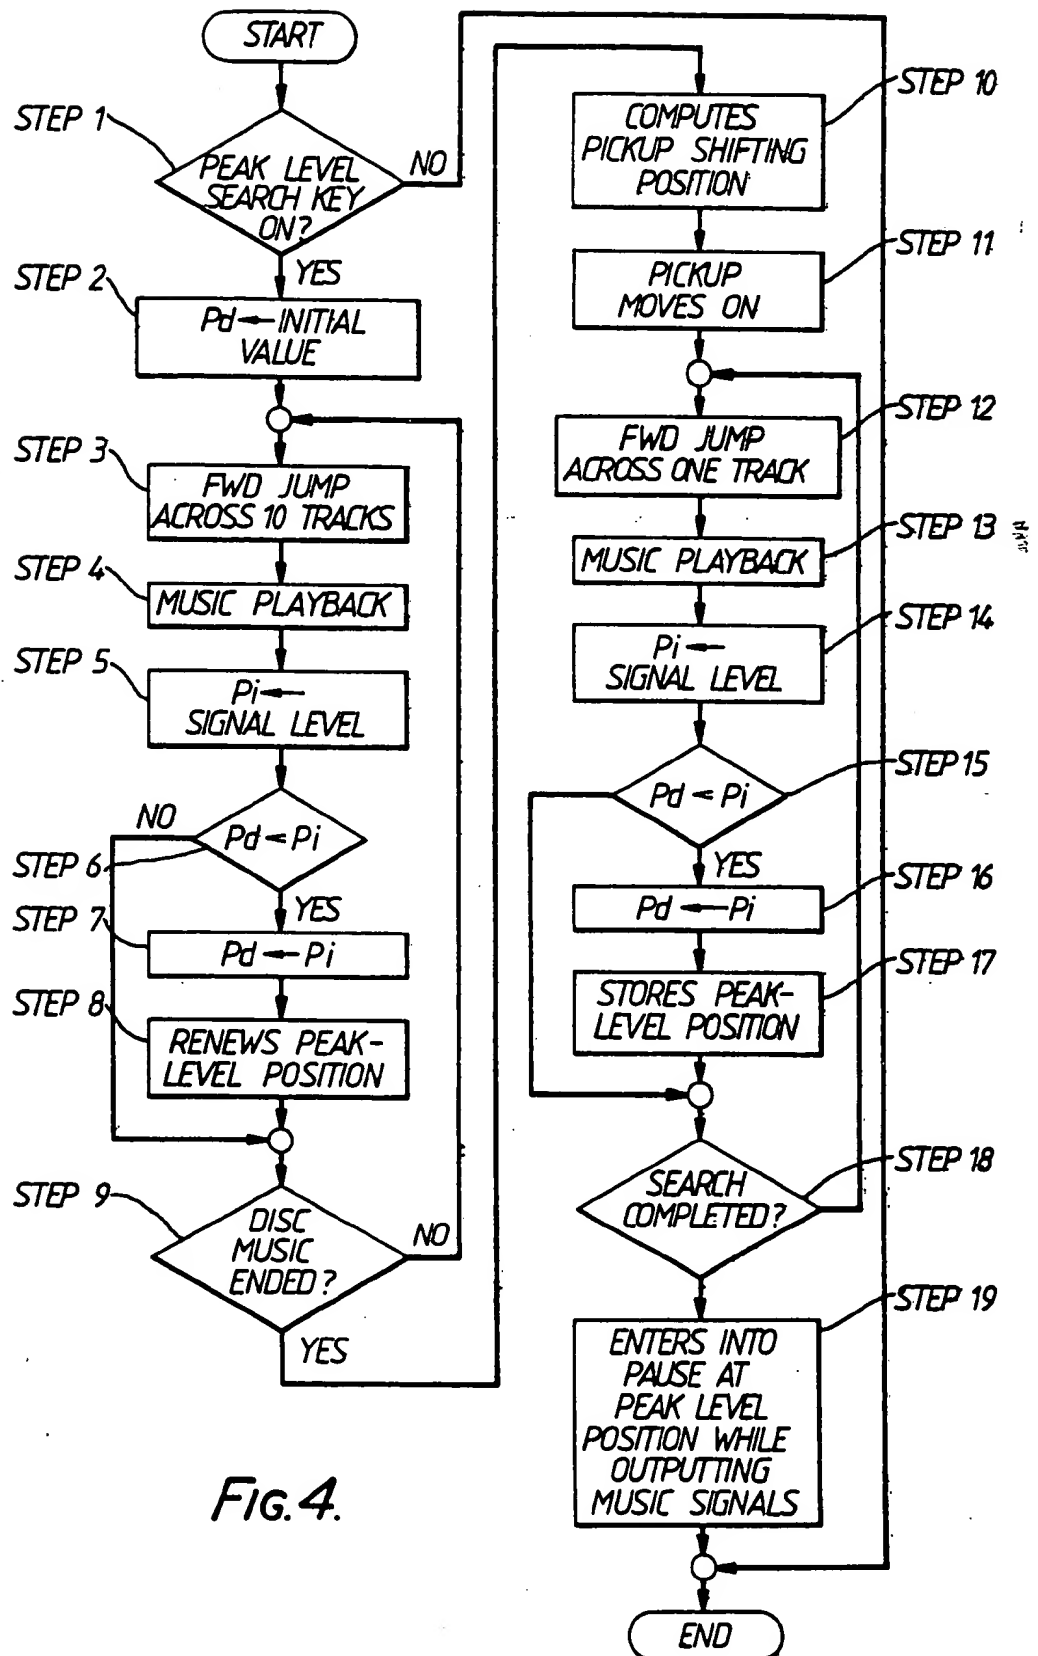 START
STEP 1
PEAK LEVEL
SEARCH KEY
ON?
NO
YES
STEP 2
Pd ← INITIAL
VALUE
STEP 3
FWD JUMP
ACROSS 10 TRACKS
STEP 4
MUSIC PLAYBACK
STEP 5
Pi ←
SIGNAL LEVEL
NO
Pd < Pi
STEP 6
YES
STEP 7
Pd ← Pi
STEP 8
RENEWS PEAK-
LEVEL POSITION
STEP 9
DISC
MUSIC
ENDED?
NO
YES
STEP 10
COMPUTES
PICKUP SHIFTING
POSITION
STEP 11
PICKUP
MOVES ON
STEP 12
FWD JUMP
ACROSS ONE TRACK
STEP 13
MUSIC PLAYBACK
STEP 14
Pi ←
SIGNAL LEVEL
STEP 15
Pd < Pi
YES
STEP 16
Pd ← Pi
STEP 17
STORES PEAK-
LEVEL POSITION
STEP 18
SEARCH
COMPLETED?
STEP 19
ENTERS INTO
PAUSE AT
PEAK LEVEL
POSITION WHILE
OUTPUTTING
MUSIC SIGNALS
END
FIG. 4.